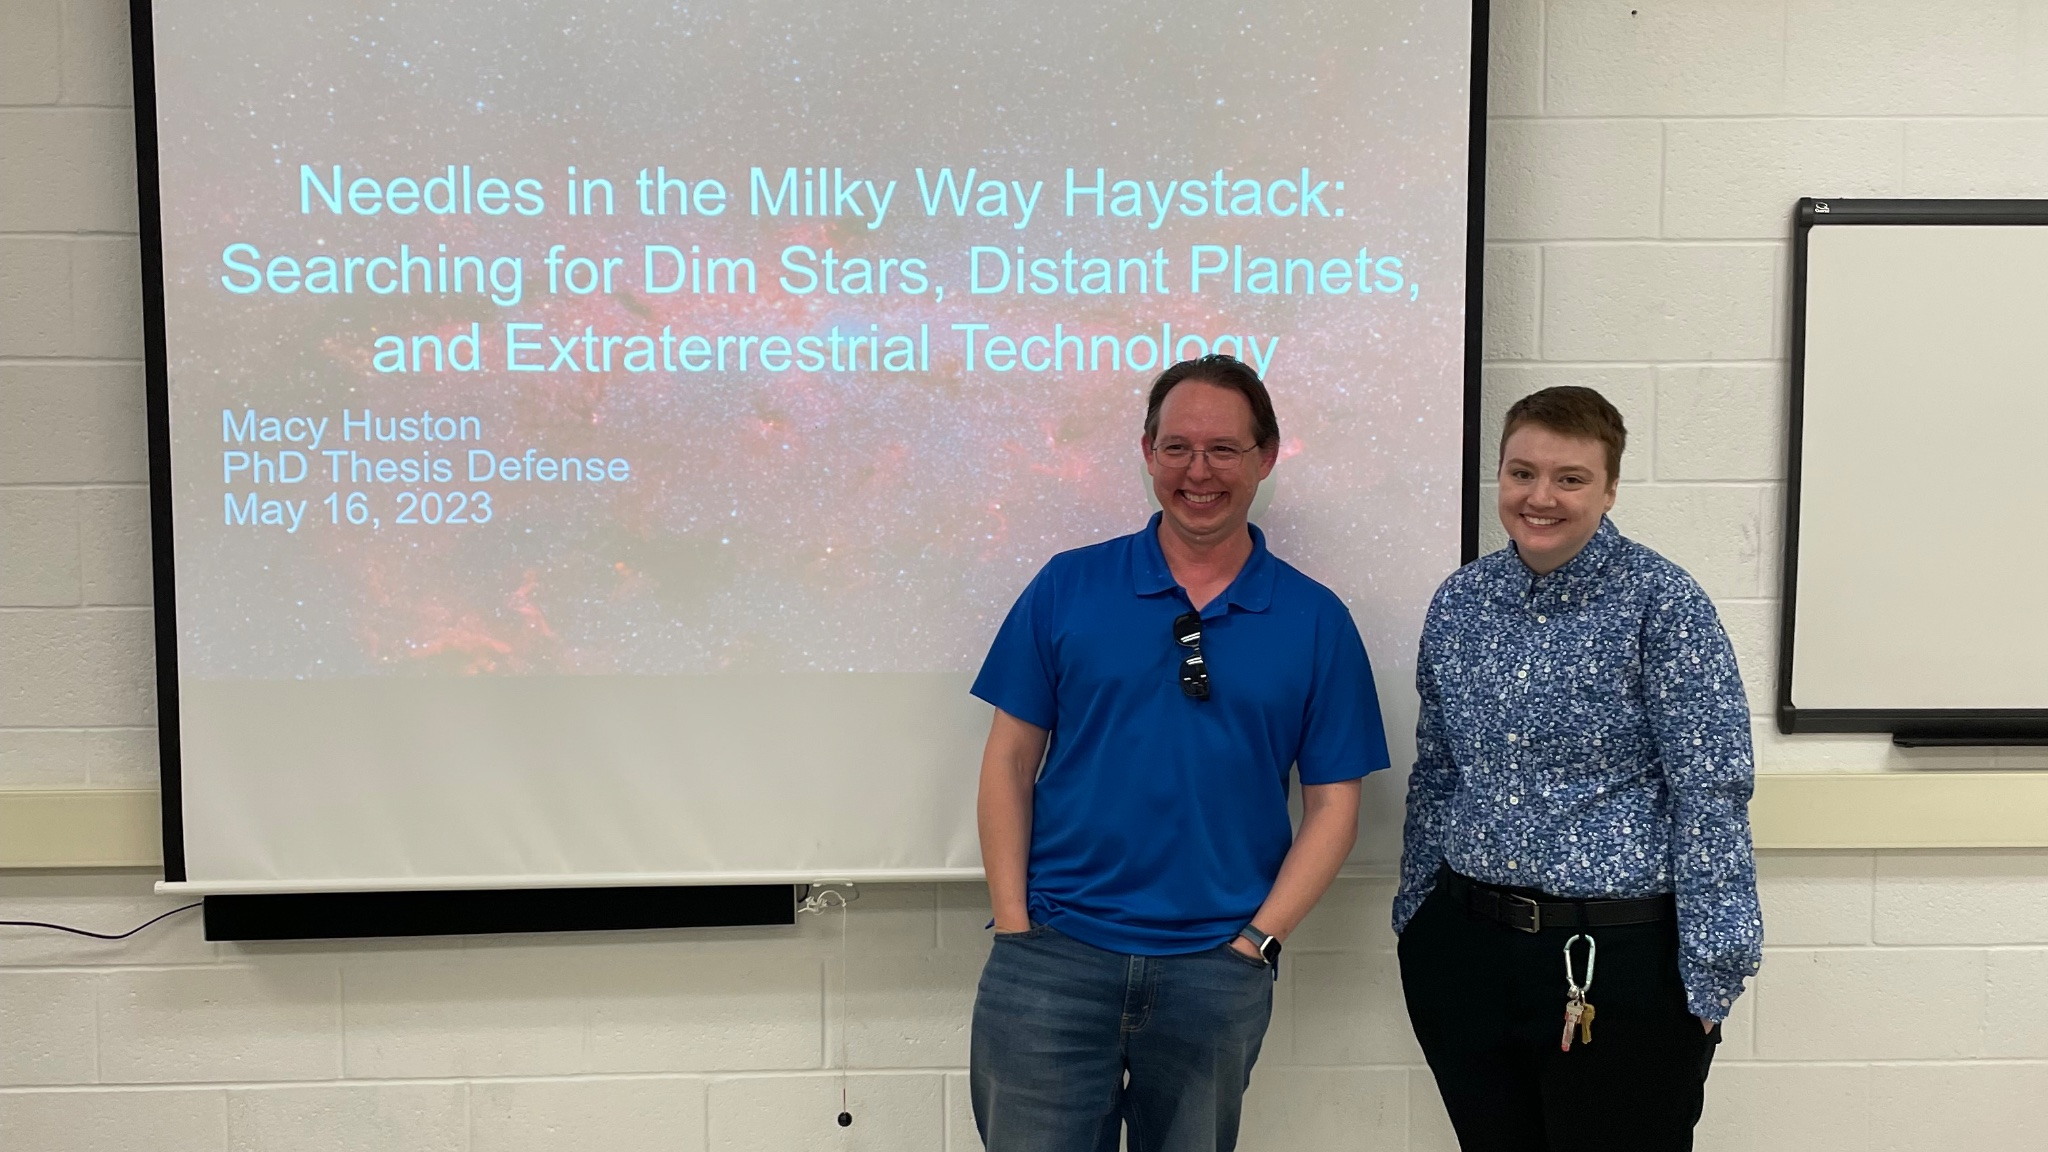 Needles in the Milky Way Haystack:
Searching for Dim Stars, Distant Planets,
and Extraterrestrial Technology
Macy Huston
PhD Thesis Defense
May 16, 2023